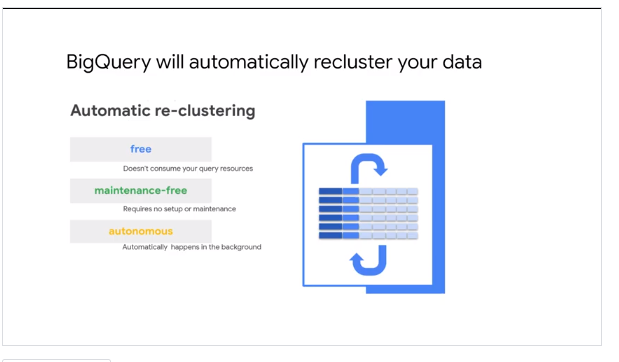 BigQuery will automatically recluster your data
Automatic re-clustering
free
Doesn't consume your query resources
maintenance-free
Requires no setup or maintenance
autonomous
Automatically happens in the background